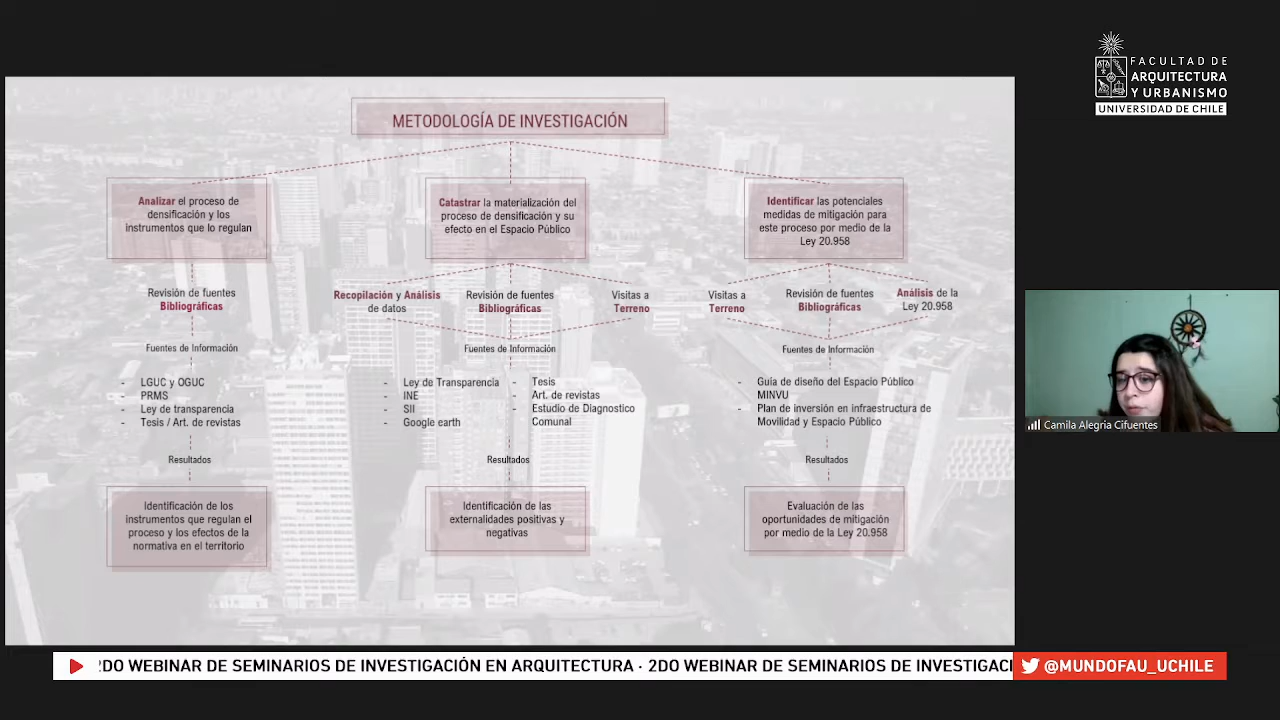 FACULTAD DE
ARQUITECTURA
Y URBANISMO
UNIVERSIDAD DE CHILE
METODOLOGÍA DE INVESTIGACIÓN
Analizar el proceso de
densificación y los
instrumentos que lo regulan
Revisión de fuentes
Bibliográficas
Fuentes de Información
- LGUC y OGUC
- PRMS
- Ley de transparencia
- Tesis / Art. de revistas
Resultados
Identificación de los
instrumentos que regulan el
proceso y los efectos de la
normativa en el territorio
Catastrar la materialización del
proceso de densificación y su
efecto en el Espacio Público
Recopilación y Análisis
de datos
Revisión de fuentes
Bibliográficas
Visitas a
Terreno
Fuentes de Información
- Ley de Transparencia
- INE
- SII
- Google earth
- Tesis
Art. de revistas
- Estudio de Diagnostico
Comunal
Resultados
Identificación de las
externalidades positivas y
negativas
Identificar las potenciales
medidas de mitigación para
este proceso por medio de la
Ley 20.958
Visitas a
Terreno
Revisión de fuentes
Bibliográficas
Análisis de la
Ley 20.958
Fuentes de Información
- Guía de diseño del Espacio Público
MINVU
- Plan de inversión en infraestructura de
Movilidad y Espacio Público
Resultados
Evaluación de las
oportunidades de mitigación
por medio de la Ley 20.958
Camila Alegria Cifuentes
2DO WEBINAR DE SEMINARIOS DE INVESTIGACIÓN EN ARQUITECTURA · 2DO WEBINAR DE SEMINARIOS DE INVESTIGACI
@MUNDOFAU_UCHILE